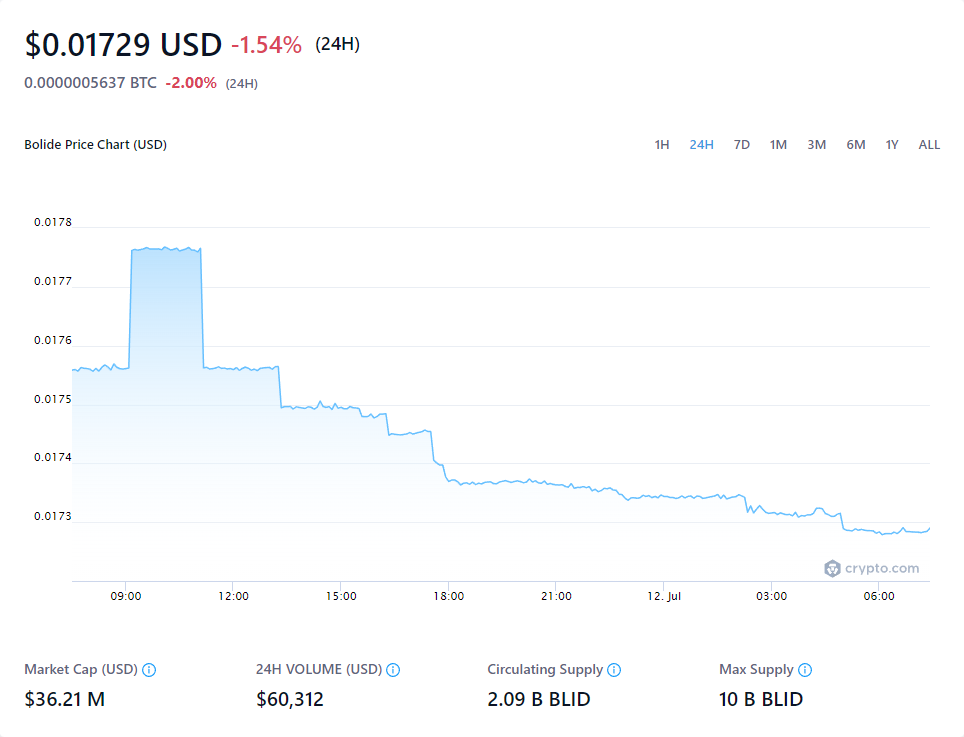 $0.01729 USD -1.54% (24H)
0.0000005637 BTC -2.00% (24H)
Bolide Price Chart (USD) 1H 24H 7D 1M 3M 6M 1Y ALL
0.0178
0.0177
0.0176
0.0175
0.0174
0.0173
crypto.com
09:00 12:00 15:00 18:00 21:00 12. Jul 03:00 06:00
Market Cap (USD) 24H VOLUME (USD) Circulating Supply Max Supply
$36.21 M $60,312 2.09 B BLID 10 B BLID